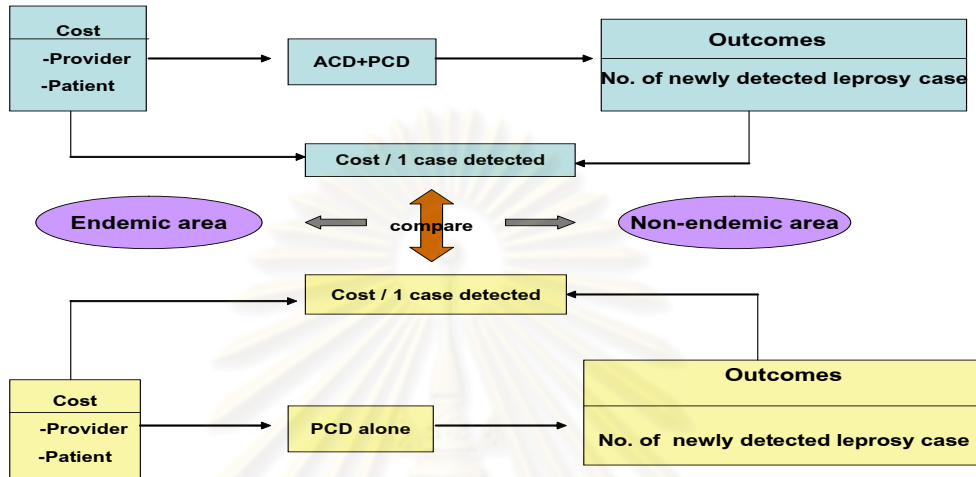 Cost
-Provider
-Patient
ACD+PCD
Outcomes
No. of newly detected leprosy case
Cost / 1 case detected
Endemic area
compare
Non-endemic area
Cost / 1 case detected
Cost
-Provider
-Patient
PCD alone
Outcomes
No. of newly detected leprosy case